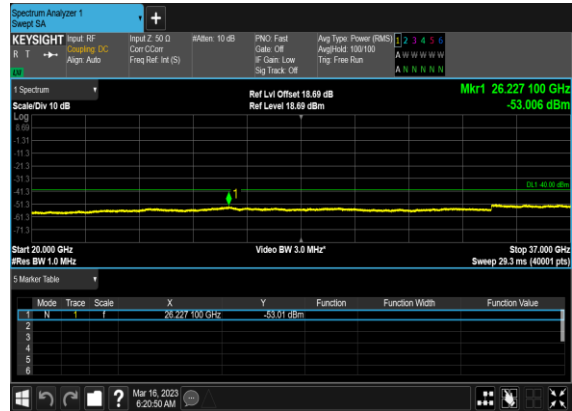 Spectrum Analyzer 1
Swept SA
+
KEYSIGHT Input: RF Input Z: 50 Ω #Atten: 10 dB PNO: Fast Avg Type: Power (RMS) 1 2 3 4 5 6
R T Coupling: DC Corr CCorr Gate: Off Avg|Hold: 100/100 A W W W W W
Align: Auto Freq Ref: Int (S) IF Gain: Low Trig: Free Run
LW Sig Track: Off A N N N N N
1 Spectrum Ref Lvl Offset 18.69 dB Mkr1 26.227 100 GHz
Scale/Div 10 dB Ref Level 18.69 dBm -53.006 dBm
Log
8.69
-1.31
-11.3
-21.3
-31.3
DL1 -40.00 dBm
-41.3
1
-51.3
-61.3
-71.3
Start 20.000 GHz Video BW 3.0 MHz* Stop 37.000 GHz
#Res BW 1.0 MHz Sweep 29.3 ms (40001 pts)
5 Marker Table
Mode Trace Scale X Y Function Function Width Function Value
1 N 1 f 26.227 100 GHz -53.01 dBm
2
3
4
5
6
? Mar 16, 2023
6:20:50 AM